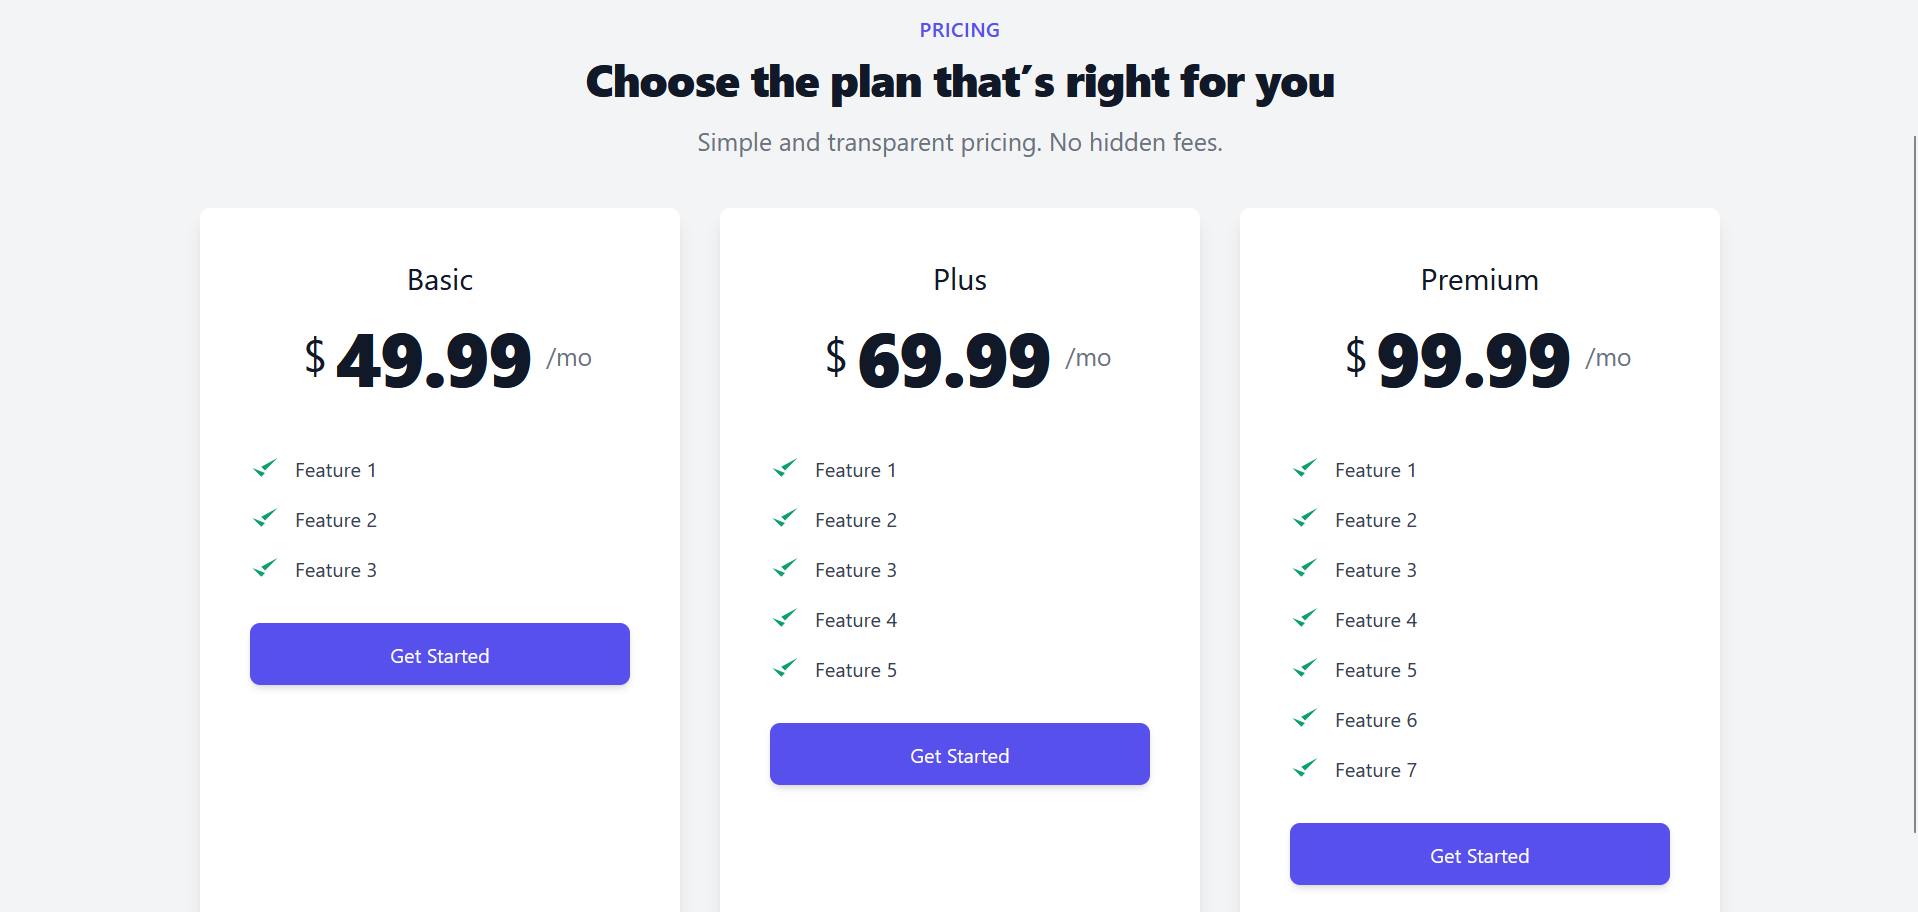 PRICING
Choose the plan that´s right for you
Simple and transparent pricing. No hidden fees.
Basic
$ 49.99 /mo
Feature 1
Feature 2
Feature 3
Get Started
Plus
$ 69.99 /mo
Feature 1
Feature 2
Feature 3
Feature 4
Feature 5
Get Started
Premium
$ 99.99 /mo
Feature 1
Feature 2
Feature 3
Feature 4
Feature 5
Feature 6
Feature 7
Get Started